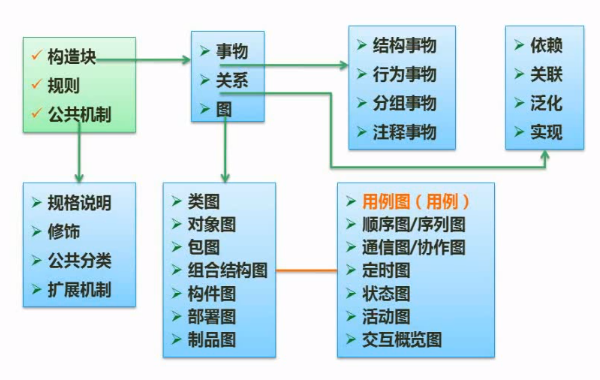 构造块
规则
公共机制
事物
关系
图
结构事物
行为事物
分组事物
注释事物
依赖
关联
泛化
实现
规格说明
修饰
公共分类
扩展机制
类图
对象图
包图
组合结构图
构件图
部署图
制品图
用例图（用例）
顺序图/序列图
通信图/协作图
定时图
状态图
活动图
交互概览图